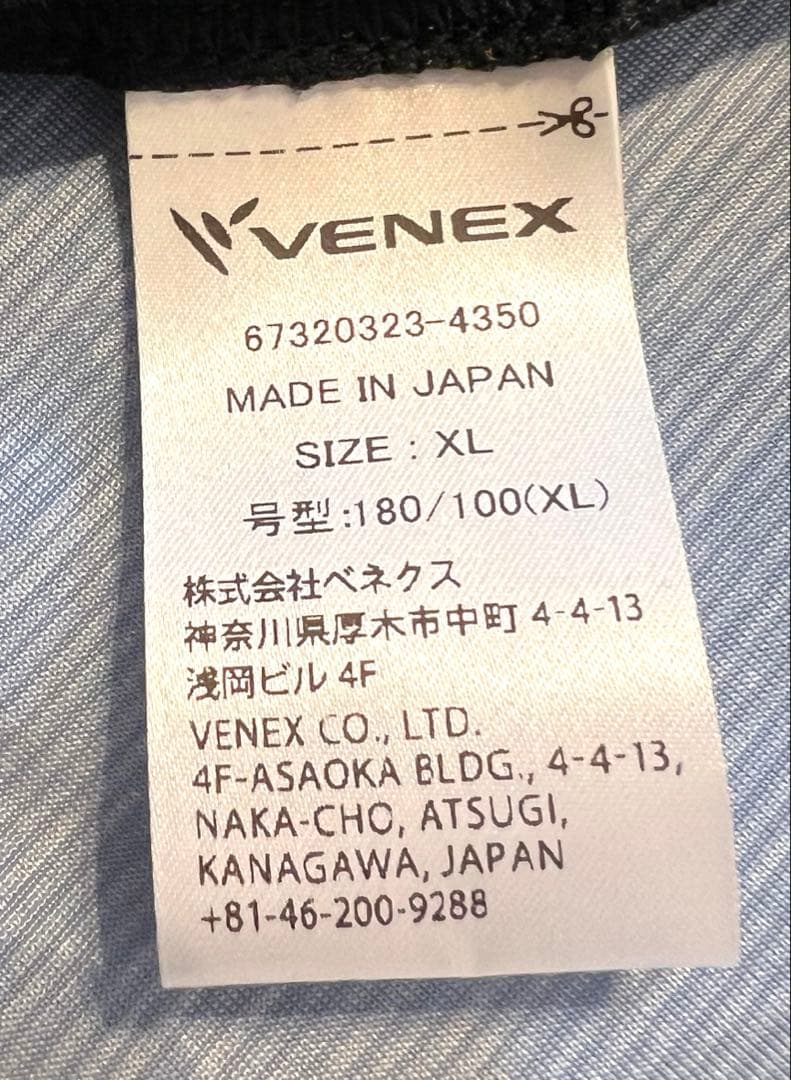 VENEX
67320323-4350
MADE IN JAPAN
SIZE : XL
号型:180/100(XL)
株式会社ベネクス
神奈川県厚木市中町 4-4-13
浅岡ビル 4F
VENEX CO., LTD.
4F-ASAOKA BLDG., 4-4-13,
NAKA-CHO, ATSUGI,
KANAGAWA, JAPAN
+81-46-200-9288